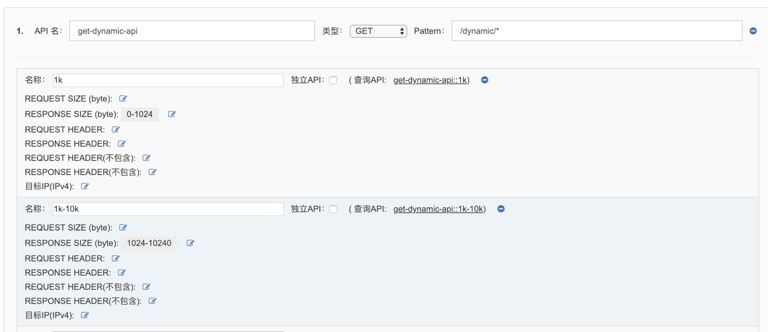 1. API 名： get-dynamic-api 类型： GET Pattern： /dynamic/*
名称： 1k 独立API： ( 查询API: get-dynamic-api::1k)
REQUEST SIZE (byte):
RESPONSE SIZE (byte): 0-1024
REQUEST HEADER:
RESPONSE HEADER:
REQUEST HEADER(不包含):
RESPONSE HEADER(不包含):
目标IP(IPv4):
名称： 1k-10k 独立API： ( 查询API: get-dynamic-api::1k-10k)
REQUEST SIZE (byte):
RESPONSE SIZE (byte): 1024-10240
REQUEST HEADER:
RESPONSE HEADER:
REQUEST HEADER(不包含):
RESPONSE HEADER(不包含):
目标IP(IPv4):